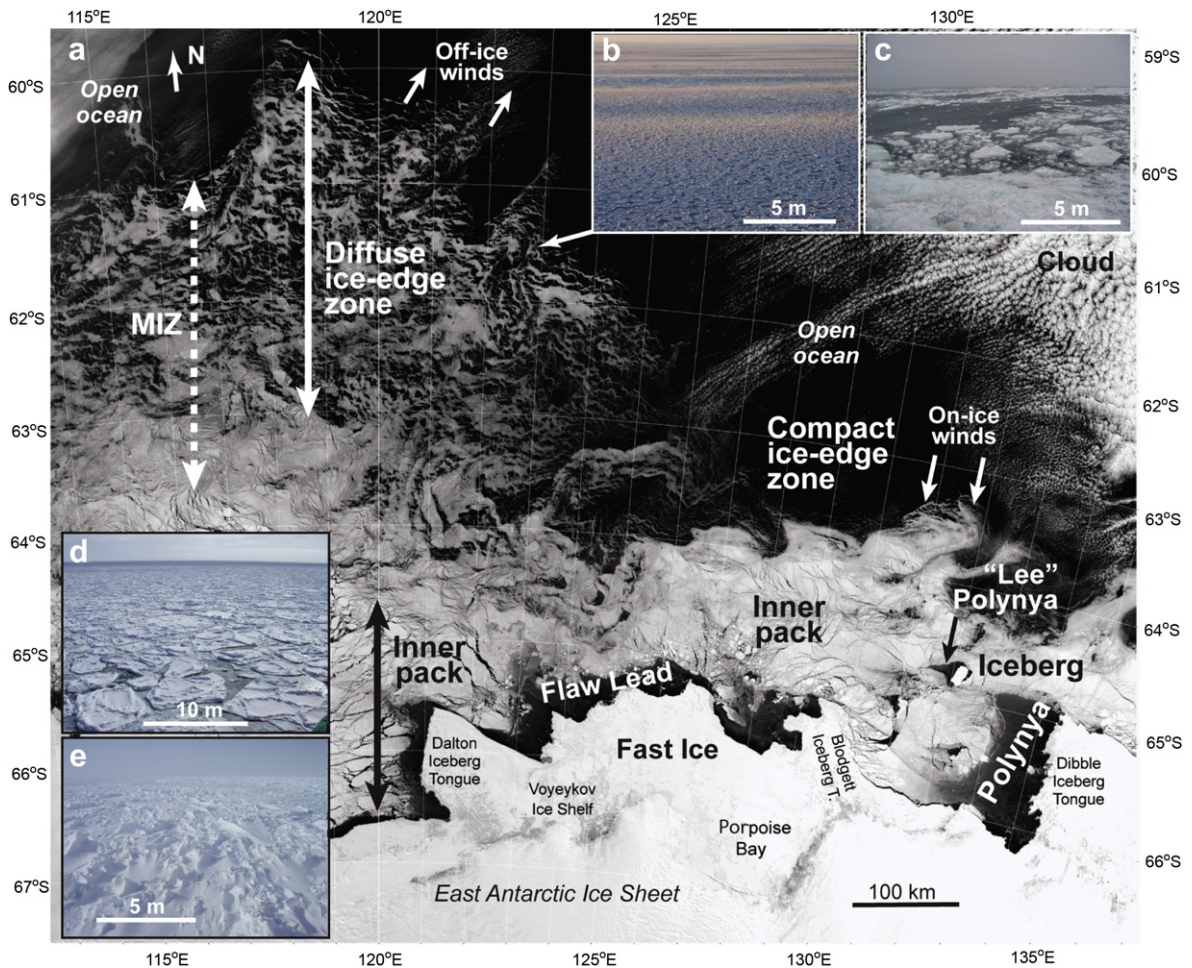 115°E
120°E
125°E
130°E
a
N
Off-ice
winds
b
c
59°S
60°S
Open
ocean
5 m
5 m
60°S
61°S
Diffuse
ice-edge
zone
Cloud
61°S
MIZ
62°S
Open
ocean
62°S
63°S
Compact
ice-edge
zone
On-ice
winds
63°S
64°S
d
10 m
"Lee"
Polynya
64°S
Inner
pack
Inner
pack
65°S
Iceberg
Flaw Lead
e
5 m
Dalton
Iceberg
Tongue
Fast Ice
Blodgett
Iceberg T.
Polynya
65°S
Dibble
Iceberg
Tongue
66°S
Voyeykov
Ice Shelf
Porpoise
Bay
66°S
67°S
East Antarctic Ice Sheet
100 km
115°E
120°E
125°E
130°E
135°E